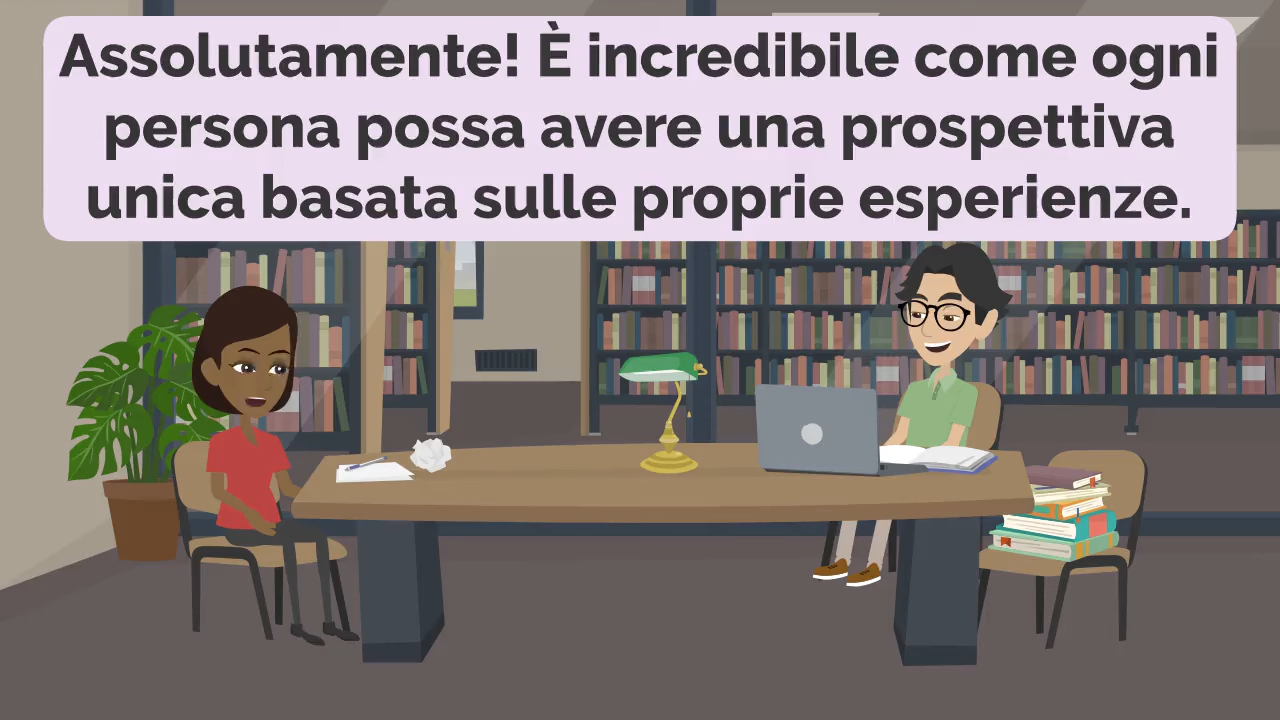 Assolutamente! È incredibile come ogni
persona possa avere una prospettiva
unica basata sulle proprie esperienze.